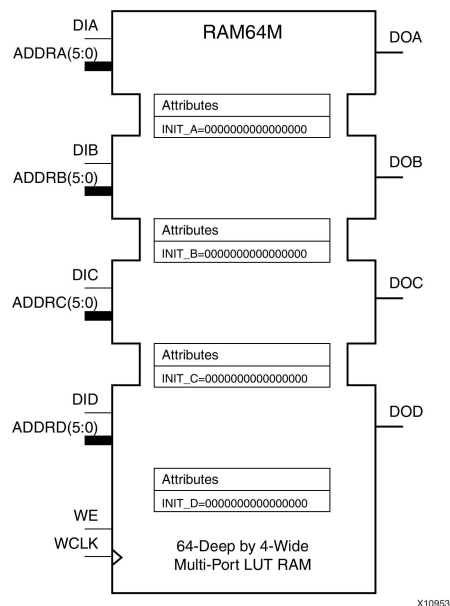 RAM64M
DIA
DOA
ADDRA(5:0)
Attributes
INIT_A=0000000000000000
DIB
DOB
ADDRB(5:0)
Attributes
INIT_B=0000000000000000
DIC
DOC
ADDRC(5:0)
Attributes
INIT_C=0000000000000000
DID
DOD
ADDRD(5:0)
Attributes
INIT_D=0000000000000000
WE
WCLK
64-Deep by 4-Wide
Multi-Port LUT RAM
X10953